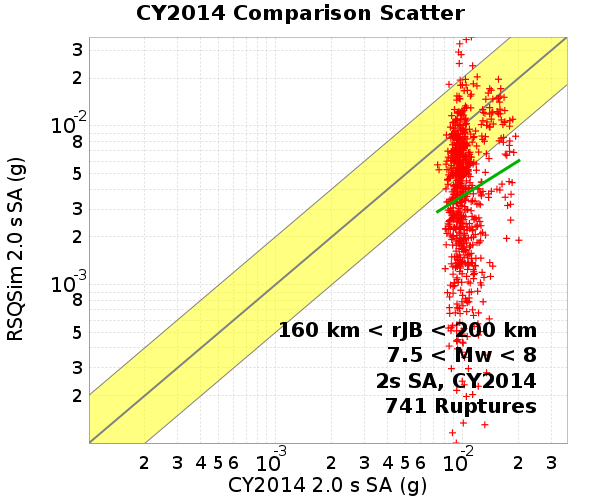 CY2014 Comparison Scatter
RSQSim 2.0 s SA (g)
3
2
10-2
8
5
3
2
10-3
8
5
3
2
160 km < rJB < 200 km
7.5 < Mw < 8
2s SA, CY2014
741 Ruptures
2 3 4 5 6 10-3 2 3 4 5 6 10-2 2 3
CY2014 2.0 s SA (g)